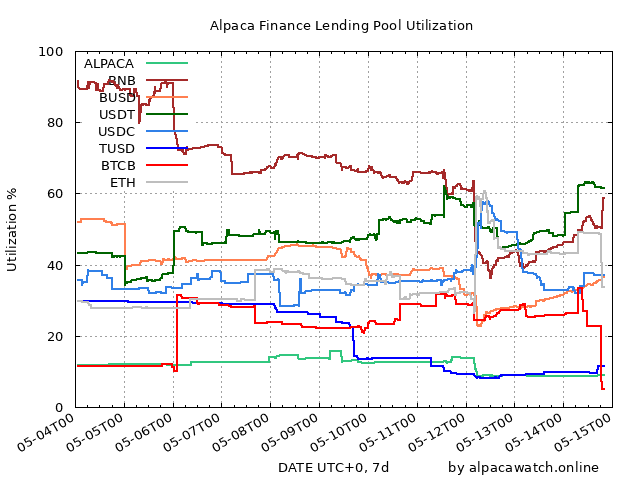 Alpaca Finance Lending Pool Utilization
Utilization %
100
80
60
40
20
0
ALPACA
BNB
BUSD
USDT
USDC
TUSD
BTCB
ETH
05-04T00
05-05T00
05-06T00
05-07T00
05-08T00
05-09T00
05-10T00
05-11T00
05-12T00
05-13T00
05-14T00
05-15T00
DATE UTC+0, 7d
by alpacawatch.online